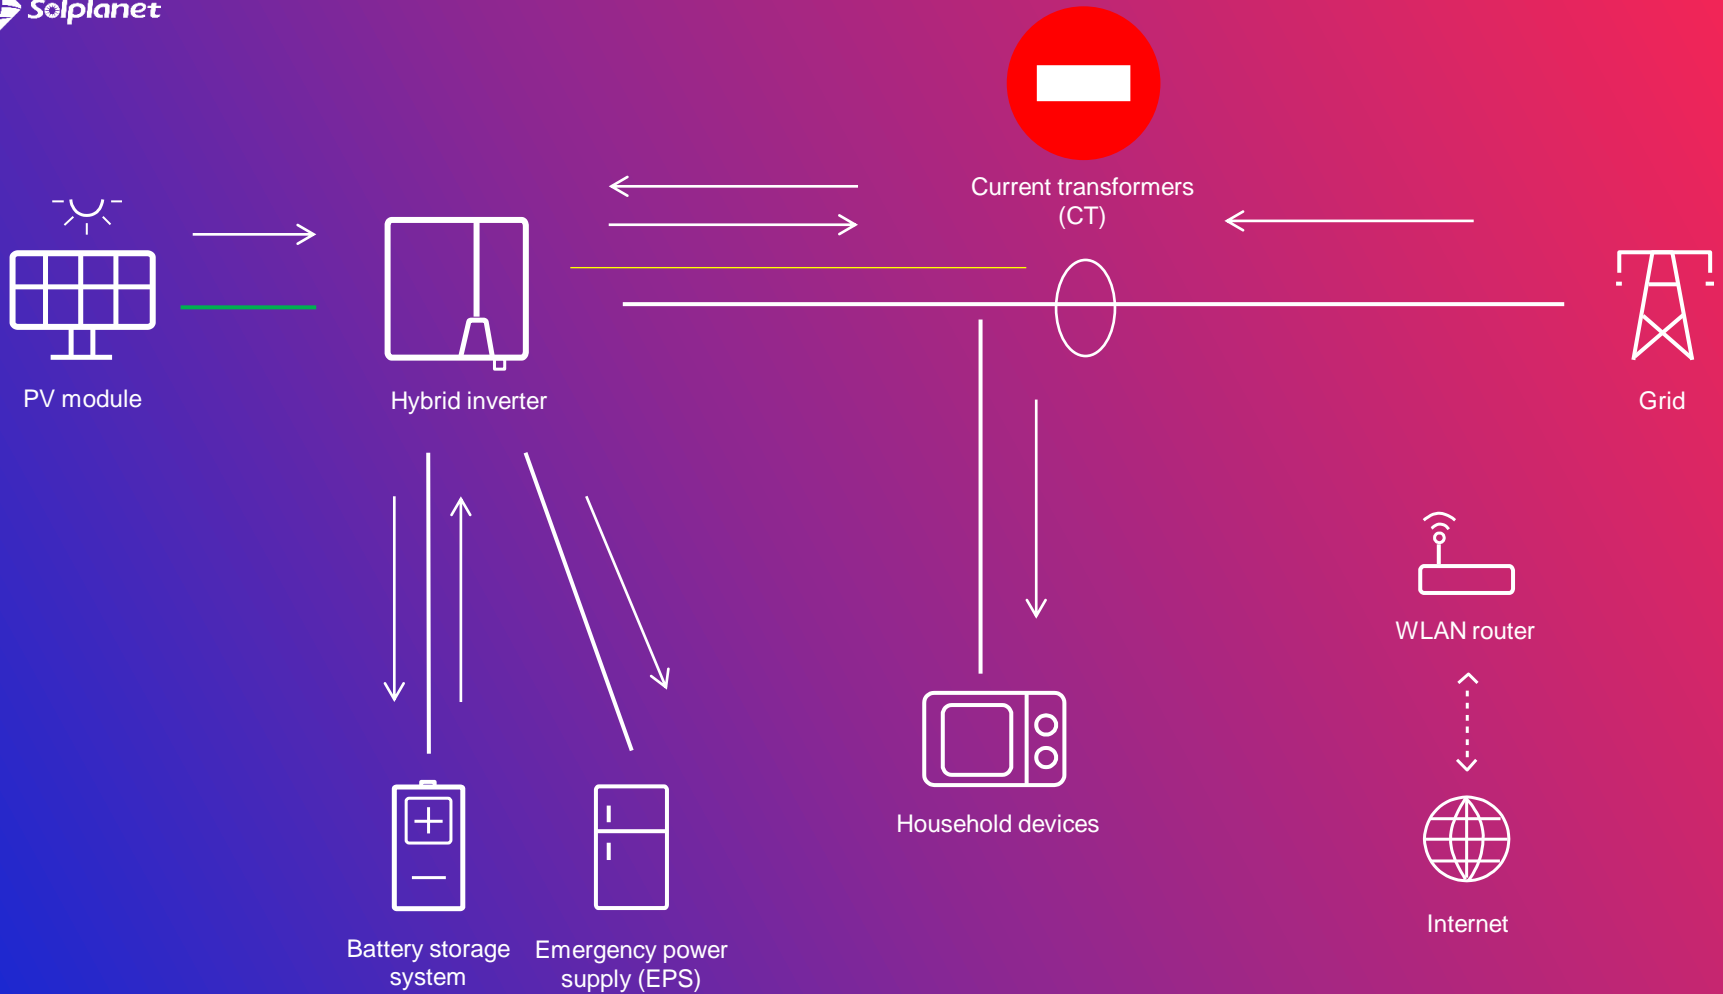 Solplanet
Current transformers
(CT)
PV module
Hybrid inverter
Grid
WLAN router
Household devices
Internet
Battery storage
system
Emergency power
supply (EPS)